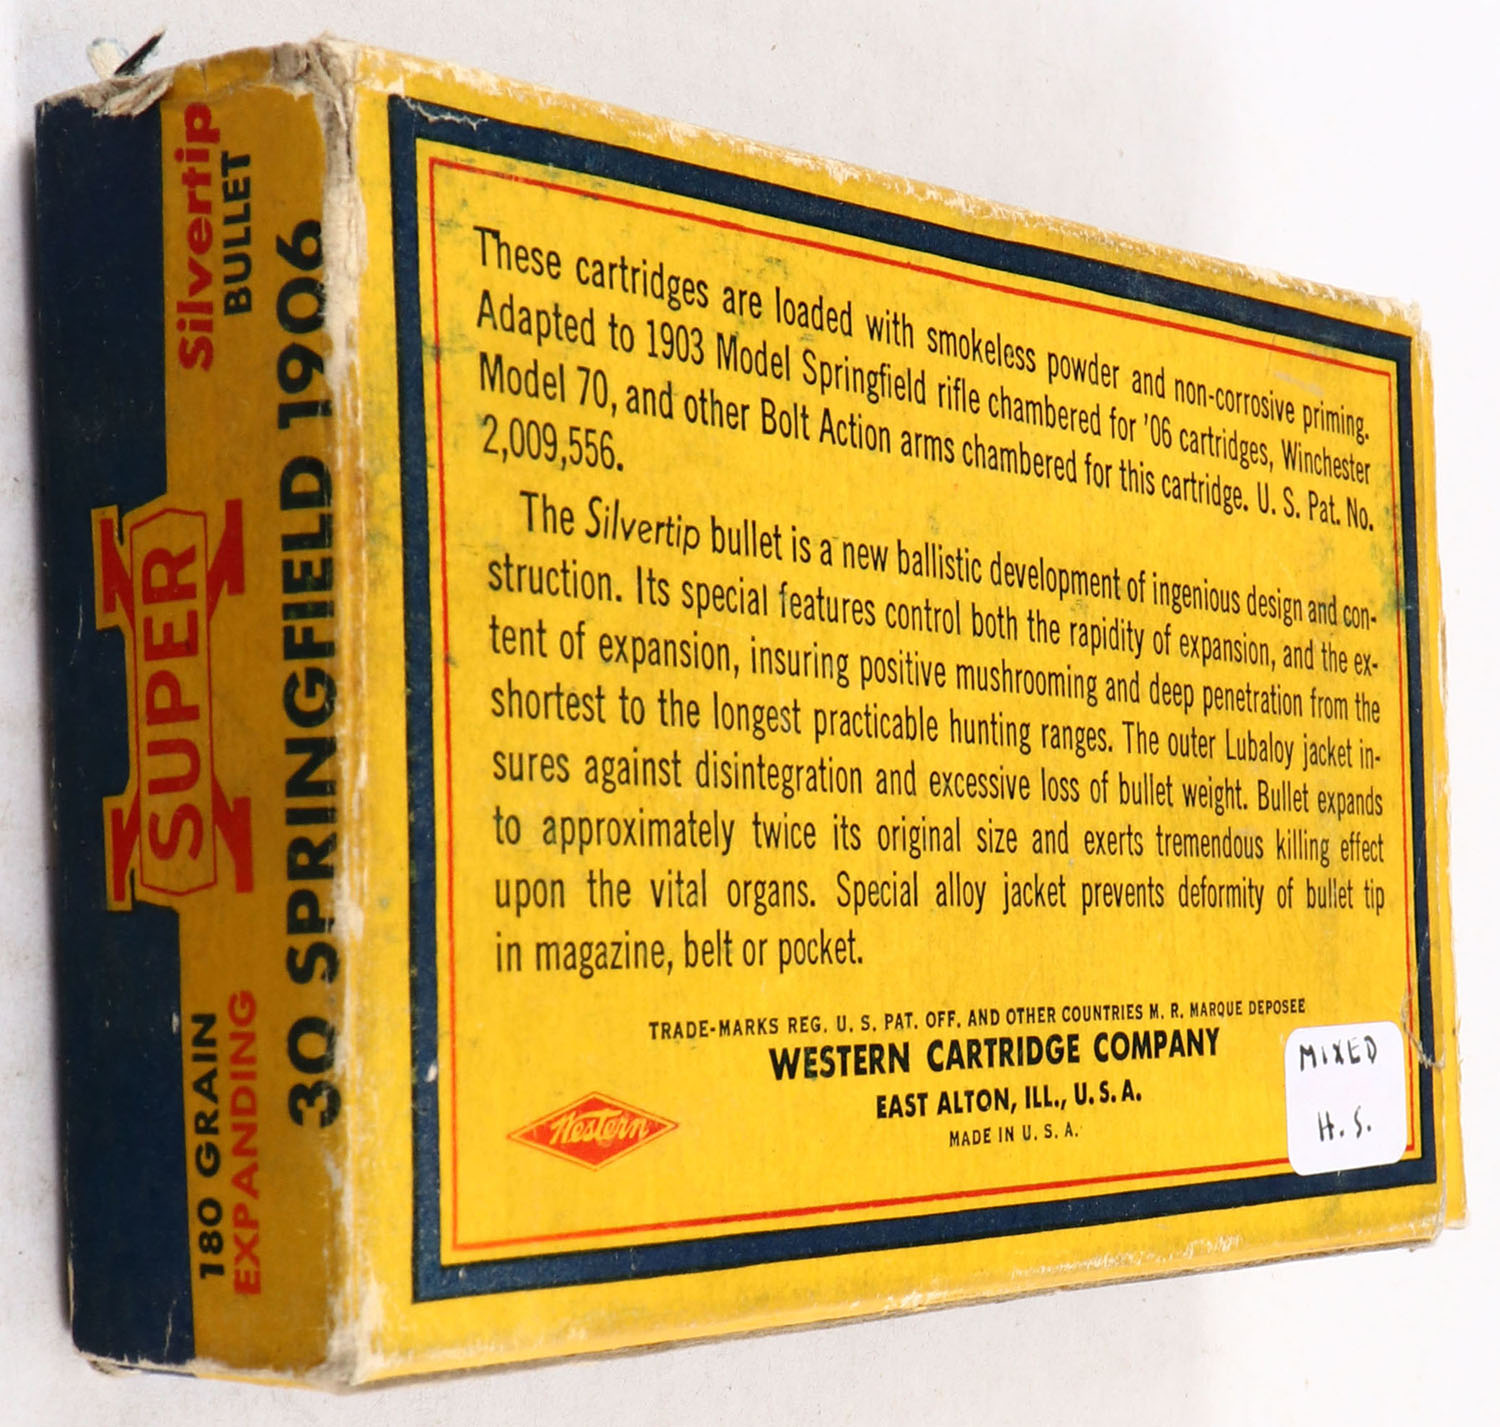 Silvertip
BULLET
SUPER
X
180 GRAIN
EXPANDING
30 SPRINGFIELD 1906
These cartridges are loaded with smokeless powder and non-corrosive priming.
Adapted to 1903 Model Springfield rifle chambered for '06 cartridges, Winchester
Model 70, and other Bolt Action arms chambered for this cartridge. U. S. Pat. No.
2,009,556.
The Silvertip bullet is a new ballistic development of ingenious design and con-
struction. Its special features control both the rapidity of expansion, and the ex-
tent of expansion, insuring positive mushrooming and deep penetration from the
shortest to the longest practicable hunting ranges. The outer Lubaloy jacket in-
sures against disintegration and excessive loss of bullet weight. Bullet expands
to approximately twice its original size and exerts tremendous killing effect
upon the vital organs. Special alloy jacket prevents deformity of bullet tip
in magazine, belt or pocket.
TRADE-MARKS REG. U. S. PAT. OFF. AND OTHER COUNTRIES M. R. MARQUE DEPOSEE
WESTERN CARTRIDGE COMPANY
EAST ALTON, ILL., U. S. A.
MADE IN U. S. A.
Western
MIXED
H. S.